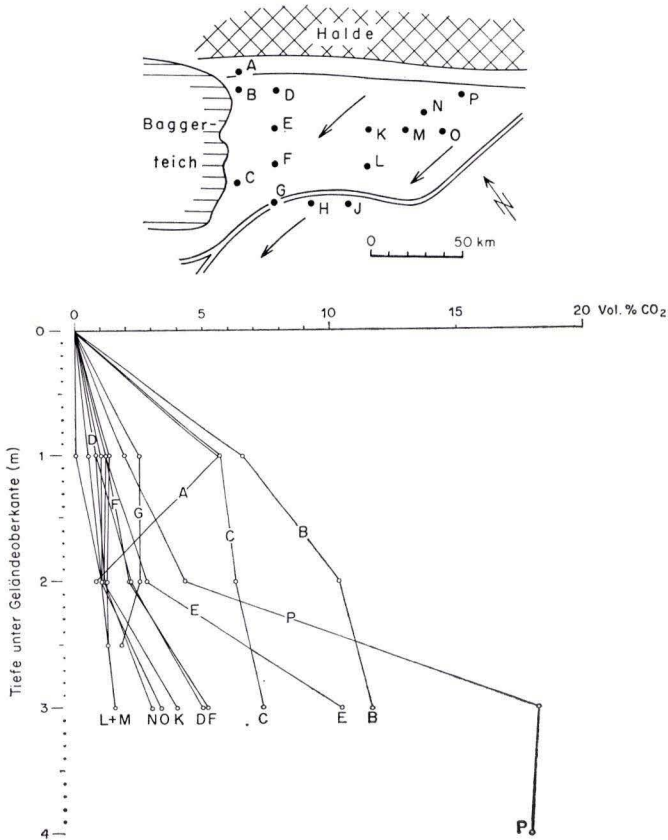 Halde
A
B D
P
N
Bagger-
teich
E
K M O
F
L
C
G
H J
0 50 km
0 5 10 15 20 Vol. % CO₂
0
D
1
A
F
G
C
B
2
E
P
3
L+M N O K D F C E B
4
P
Tiefe unter Geländeoberkante (m)